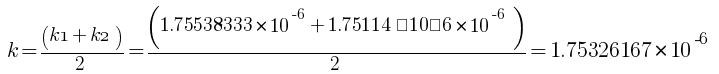 k = (k1 + k2) / 2 = (1.75538333 × 10^-6 + 1.75114□10□6 × 10^-6) / 2 = 1.75326167 × 10^-6